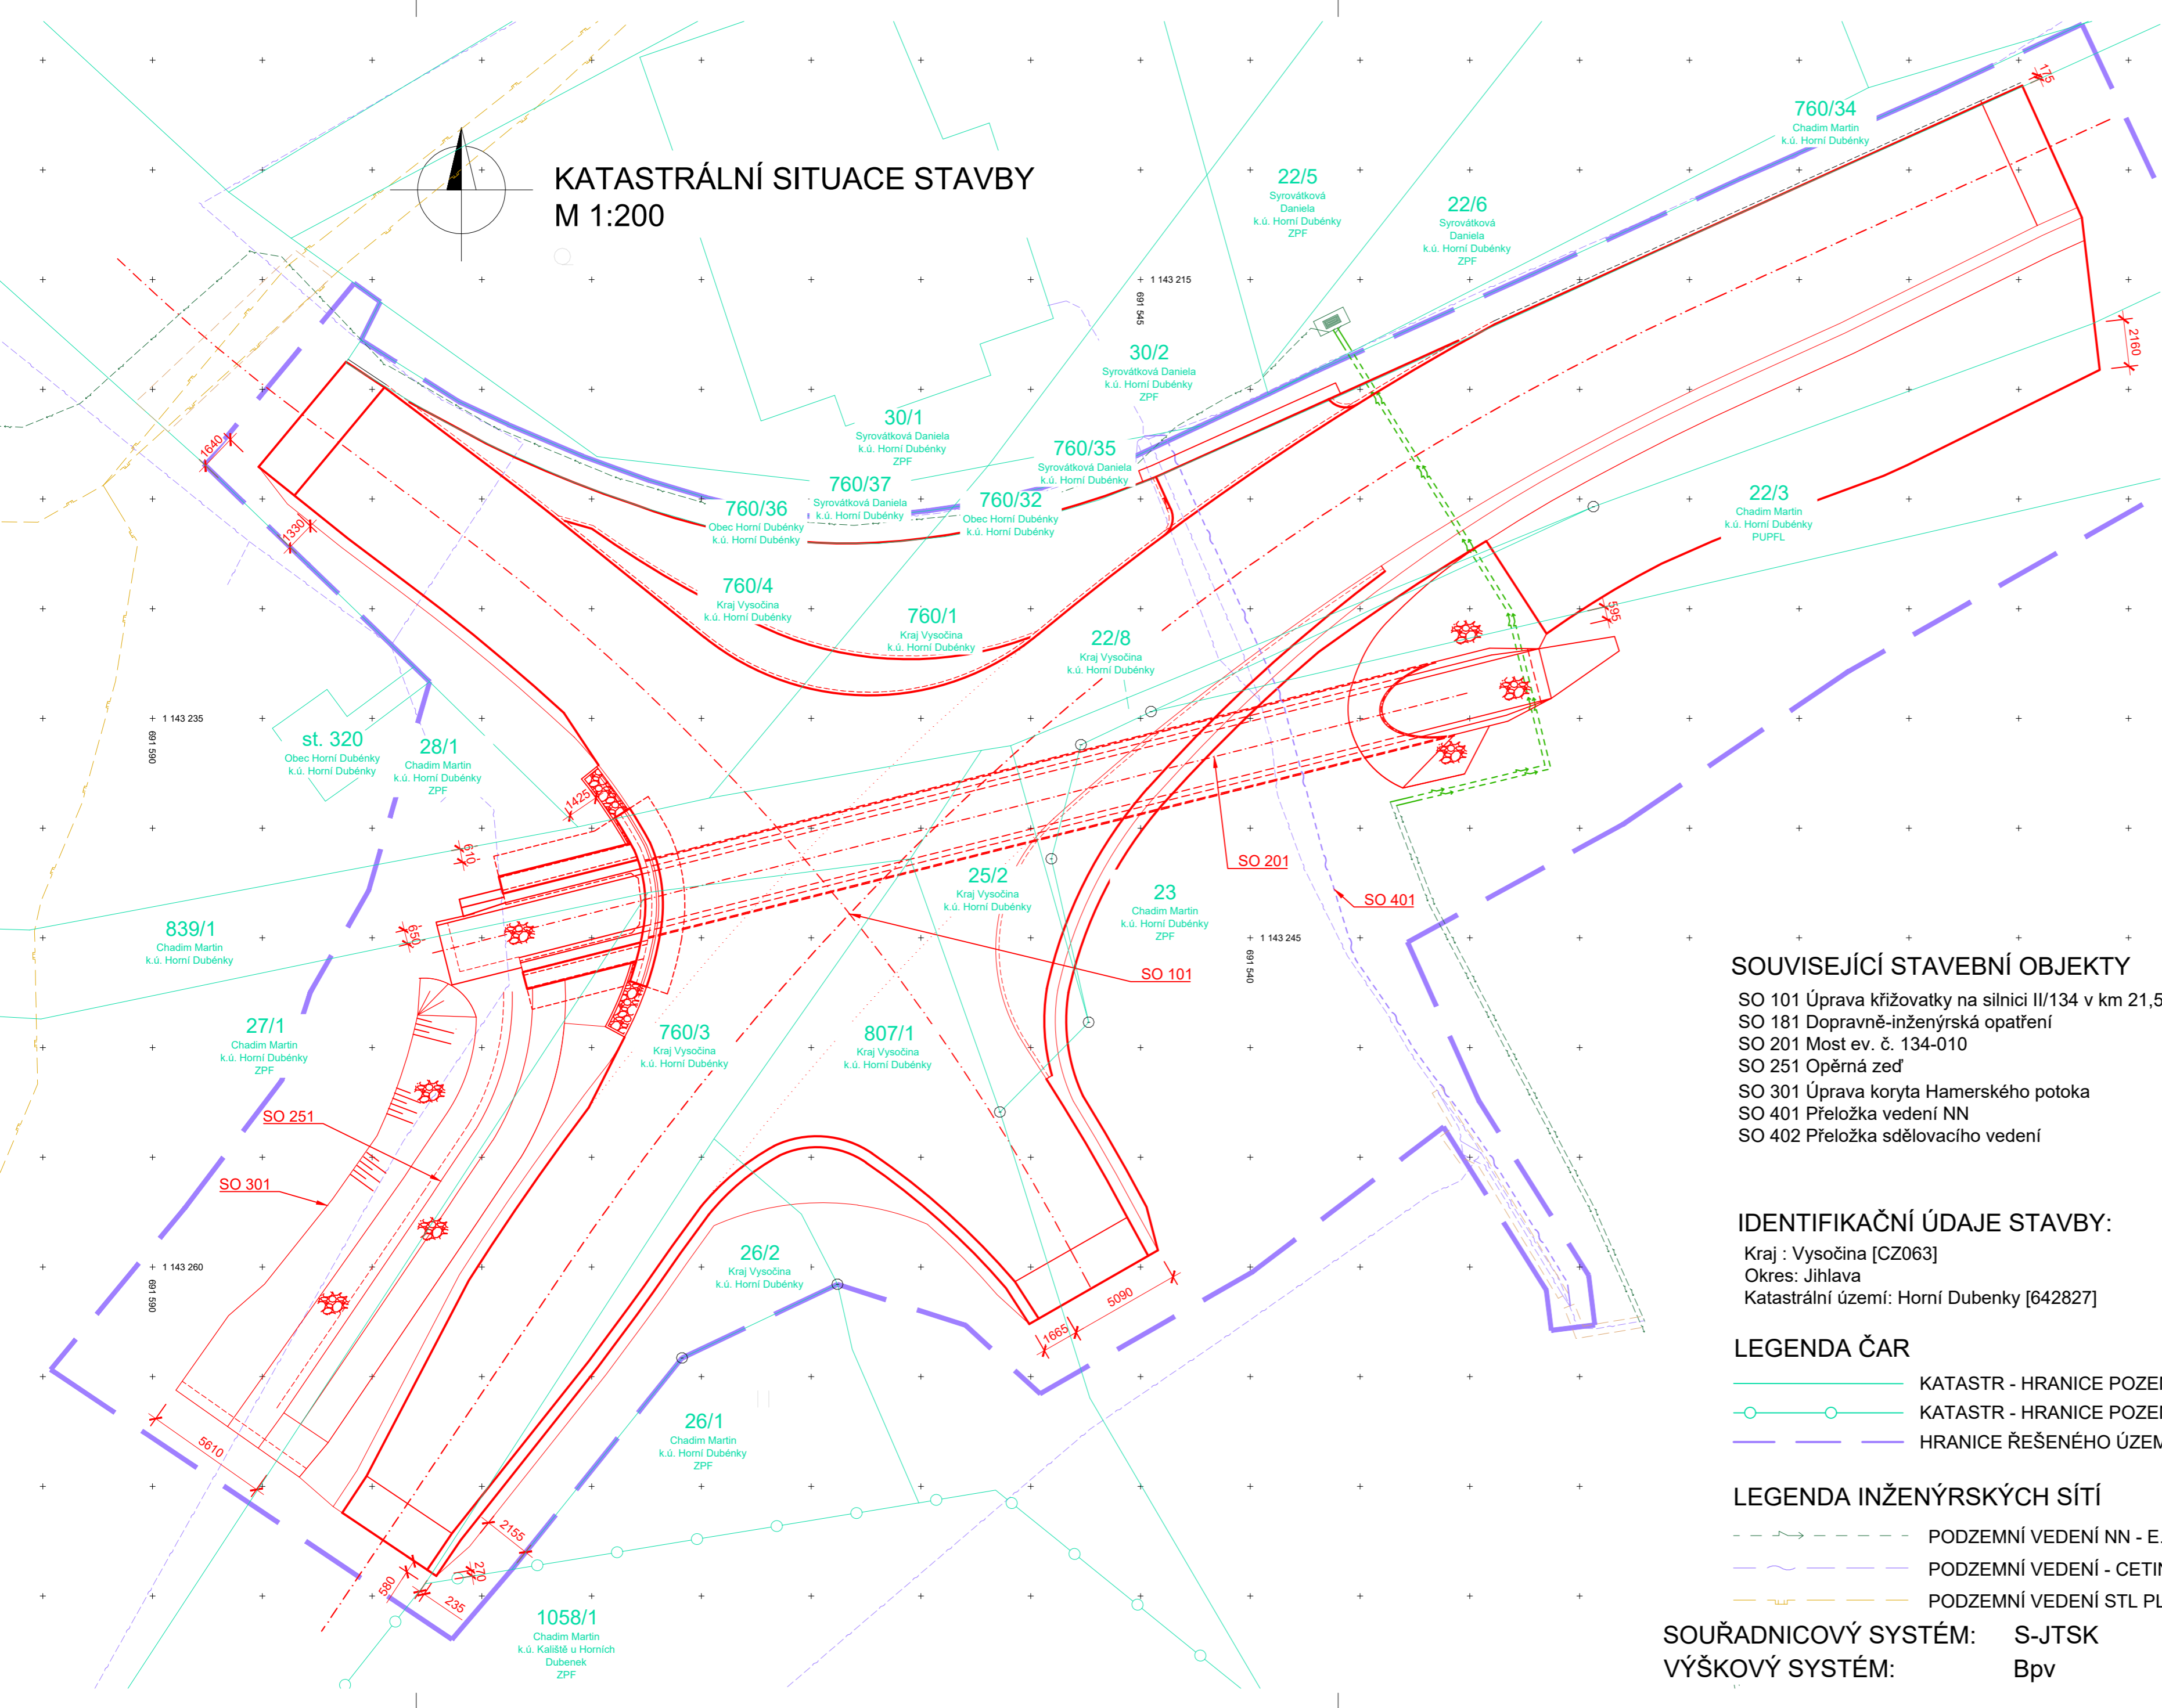 KATASTRÁLNÍ SITUACE STAVBY
M 1:200
760/34
Chadim Martin
k.ú. Horní Dubénky
175
22/5
Syrovátková
Daniela
k.ú. Horní Dubénky
ZPF
22/6
Syrovátková
Daniela
k.ú. Horní Dubénky
ZPF
1 143 215
691 545
2160
30/2
Syrovátková Daniela
k.ú. Horní Dubénky
ZPF
30/1
Syrovátková Daniela
k.ú. Horní Dubénky
ZPF
760/35
Syrovátková Daniela
k.ú. Horní Dubénky
760/37
Syrovátková Daniela
k.ú. Horní Dubénky
760/36
Obec Horní Dubénky
k.ú. Horní Dubénky
760/32
Obec Horní Dubénky
k.ú. Horní Dubénky
22/3
Chadim Martin
k.ú. Horní Dubénky
PUPFL
1640
1330
760/4
Kraj Vysočina
k.ú. Horní Dubénky
760/1
Kraj Vysočina
k.ú. Horní Dubénky
22/8
Kraj Vysočina
k.ú. Horní Dubénky
595
1 143 235
691 590
st. 320
Obec Horní Dubénky
k.ú. Horní Dubénky
28/1
Chadim Martin
k.ú. Horní Dubénky
ZPF
1425
610
650
SO 201
SO 401
25/2
Kraj Vysočina
k.ú. Horní Dubénky
23
Chadim Martin
k.ú. Horní Dubénky
ZPF
839/1
Chadim Martin
k.ú. Horní Dubénky
1 143 245
691 540
SO 101
27/1
Chadim Martin
k.ú. Horní Dubénky
ZPF
760/3
Kraj Vysočina
k.ú. Horní Dubénky
807/1
Kraj Vysočina
k.ú. Horní Dubénky
SO 251
SO 301
1 143 260
691 590
26/2
Kraj Vysočina
k.ú. Horní Dubénky
5090
1665
26/1
Chadim Martin
k.ú. Horní Dubénky
ZPF
5610
2155
270
580
235
1058/1
Chadim Martin
k.ú. Kaliště u Horních
Dubenek
ZPF
SOUVISEJÍCÍ STAVEBNÍ OBJEKTY
SO 101 Úprava křižovatky na silnici II/134 v km 21,5
SO 181 Dopravně-inženýrská opatření
SO 201 Most ev. č. 134-010
SO 251 Opěrná zeď
SO 301 Úprava koryta Hamerského potoka
SO 401 Přeložka vedení NN
SO 402 Přeložka sdělovacího vedení
IDENTIFIKAČNÍ ÚDAJE STAVBY:
Kraj : Vysočina [CZ063]
Okres: Jihlava
Katastrální území: Horní Dubenky [642827]
LEGENDA ČAR
KATASTR - HRANICE
KATASTR - HRANICE
HRANICE ŘEŠENÉHO
LEGENDA INŽENÝRSKÝCH SÍTÍ
PODZEMNÍ VEDENÍ NN - E.
PODZEMNÍ VEDENÍ - CETIN
PODZEMNÍ VEDENÍ STL
SOUŘADNICOVÝ SYSTÉM: S-JTSK
VÝŠKOVÝ SYSTÉM: Bpv